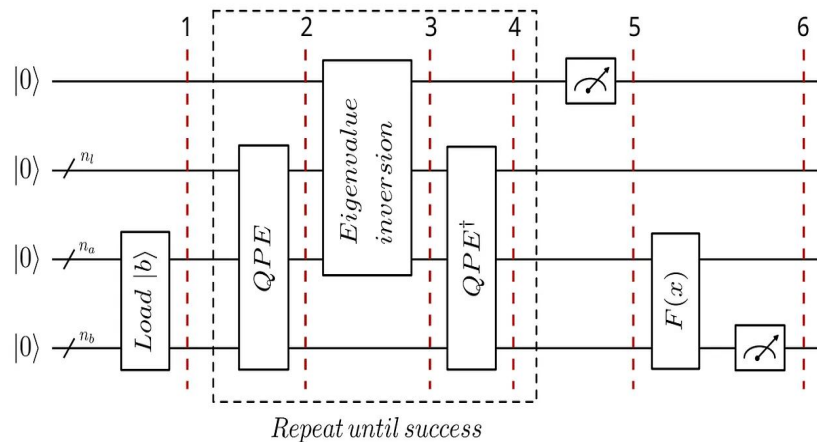 1 2 3 4 5 6
|0⟩
|0⟩ n_l
|0⟩ n_a
|0⟩ n_b
Load |b⟩
QPE
Eigenvalue
inversion
QPE†
F(x)
Repeat until success